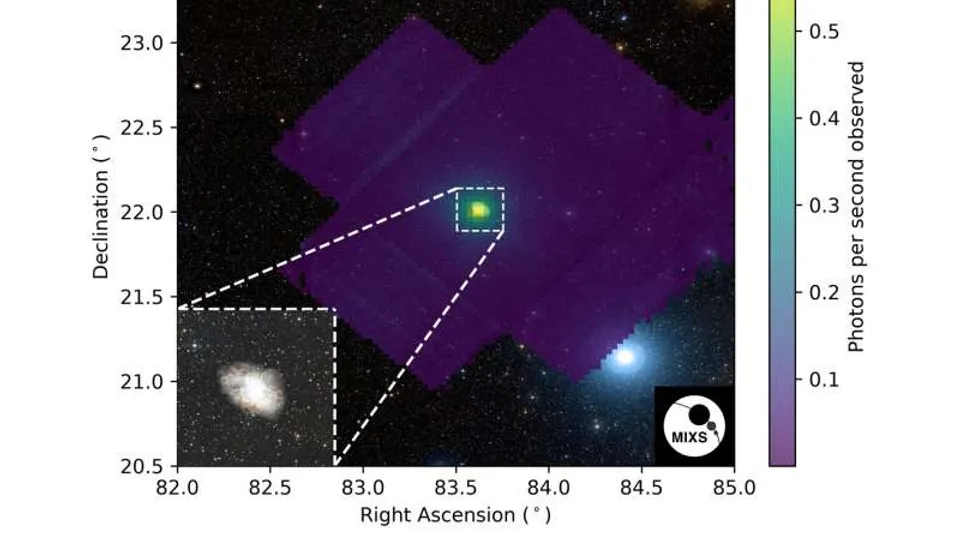 23.0
22.5
22.0
21.5
21.0
20.5
Declination (°)
82.0 82.5 83.0 83.5 84.0 84.5 85.0
Right Ascension (°)
MIXS
0.5
0.4
0.3
0.2
0.1
Photons per second observed